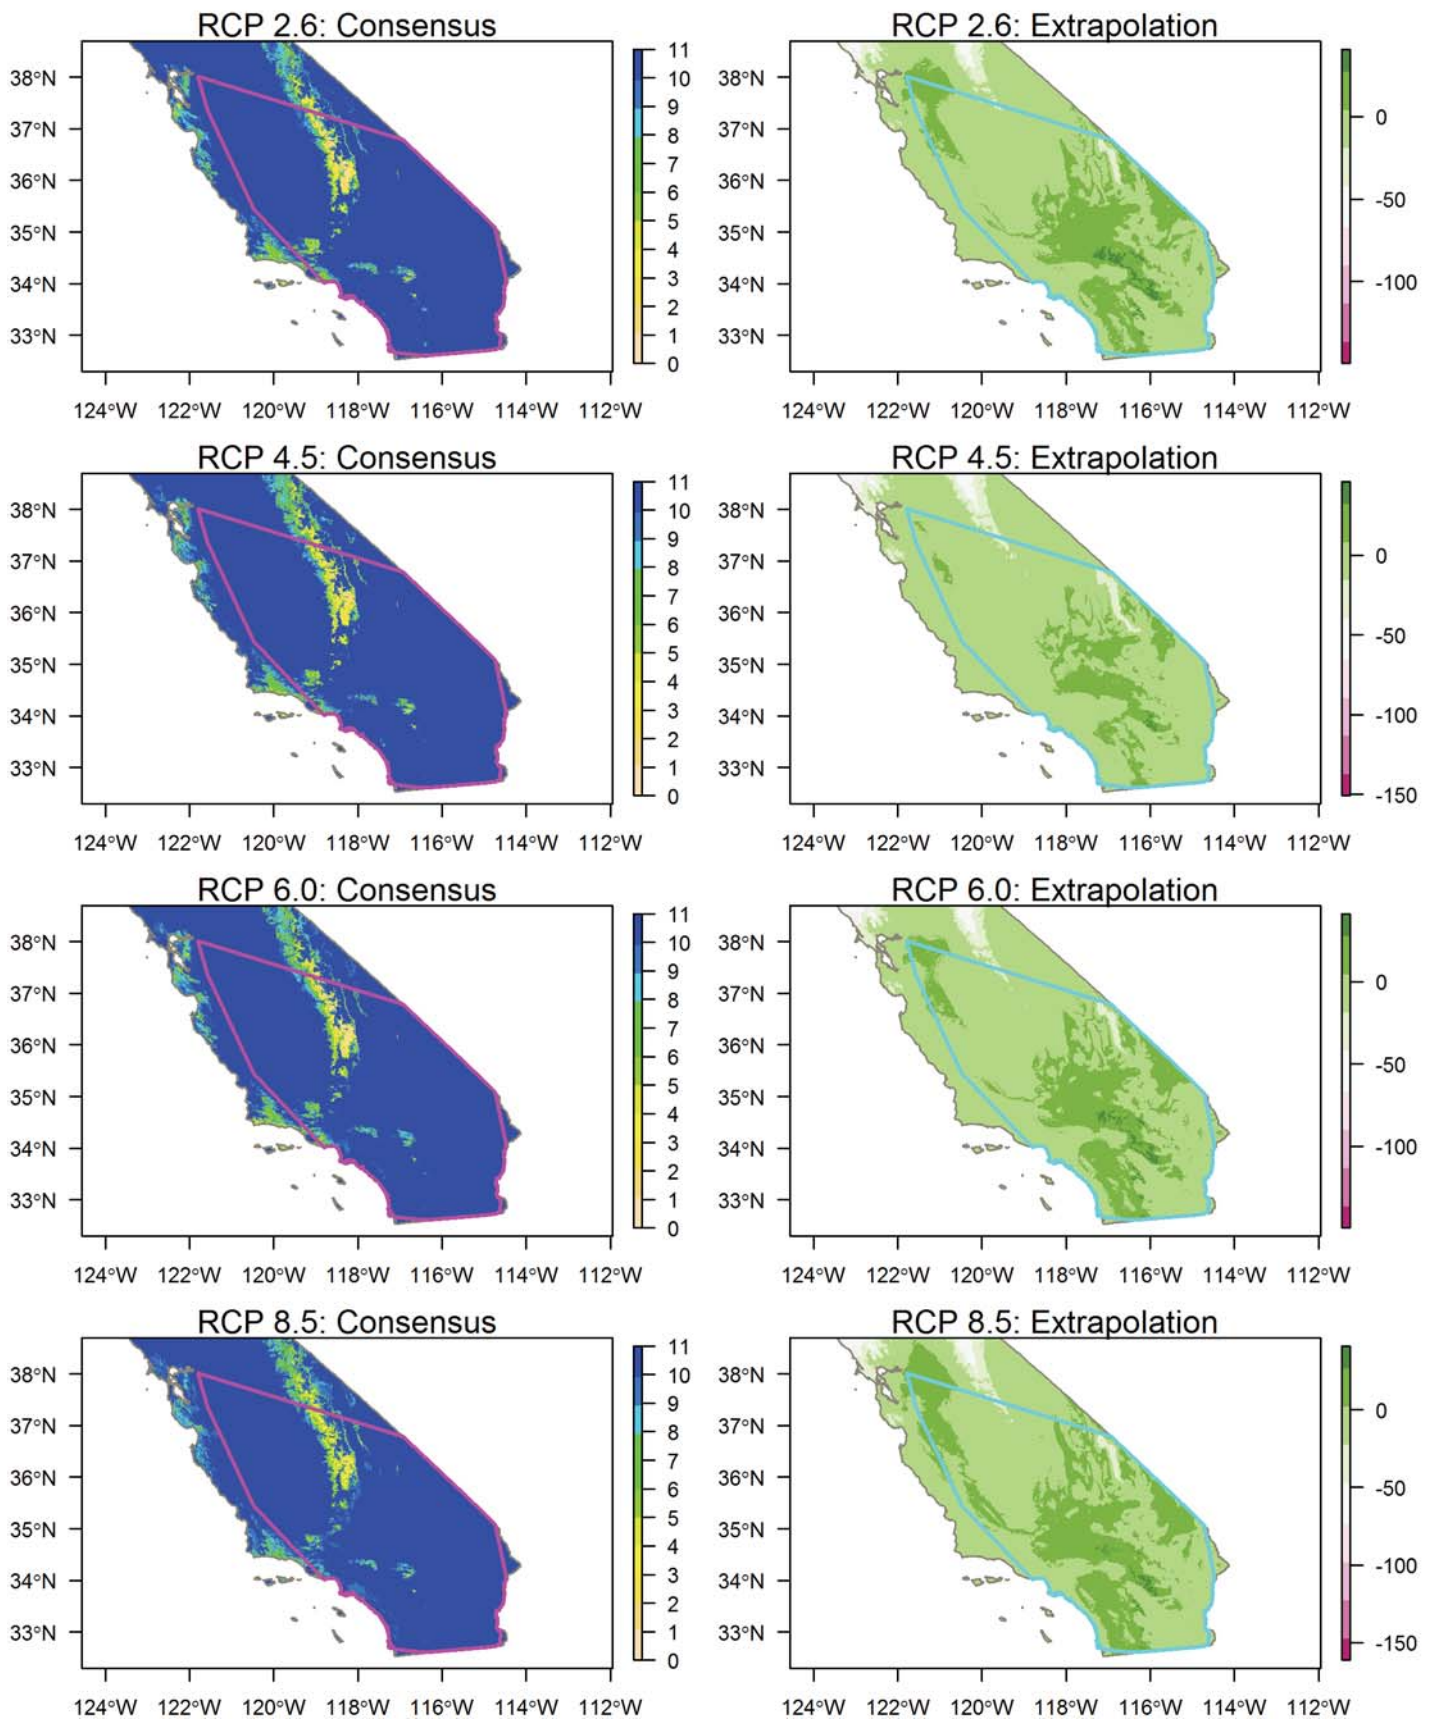 RCP 2.6: Consensus
38°N
37°N
36°N
35°N
34°N
33°N
124°W 122°W 120°W 118°W 116°W 114°W 112°W
11
10
9
8
7
6
5
4
3
2
1
0
RCP 2.6: Extrapolation
38°N
37°N
36°N
35°N
34°N
33°N
124°W 122°W 120°W 118°W 116°W 114°W 112°W
0
-50
-100
RCP 4.5: Consensus
38°N
37°N
36°N
35°N
34°N
33°N
124°W 122°W 120°W 118°W 116°W 114°W 112°W
11
10
9
8
7
6
5
4
3
2
1
0
RCP 4.5: Extrapolation
38°N
37°N
36°N
35°N
34°N
33°N
124°W 122°W 120°W 118°W 116°W 114°W 112°W
0
-50
-100
-150
RCP 6.0: Consensus
38°N
37°N
36°N
35°N
34°N
33°N
124°W 122°W 120°W 118°W 116°W 114°W 112°W
11
10
9
8
7
6
5
4
3
2
1
0
RCP 6.0: Extrapolation
38°N
37°N
36°N
35°N
34°N
33°N
124°W 122°W 120°W 118°W 116°W 114°W 112°W
0
-50
-100
RCP 8.5: Consensus
38°N
37°N
36°N
35°N
34°N
33°N
124°W 122°W 120°W 118°W 116°W 114°W 112°W
11
10
9
8
7
6
5
4
3
2
1
0
RCP 8.5: Extrapolation
38°N
37°N
36°N
35°N
34°N
33°N
124°W 122°W 120°W 118°W 116°W 114°W 112°W
0
-50
-100
-150